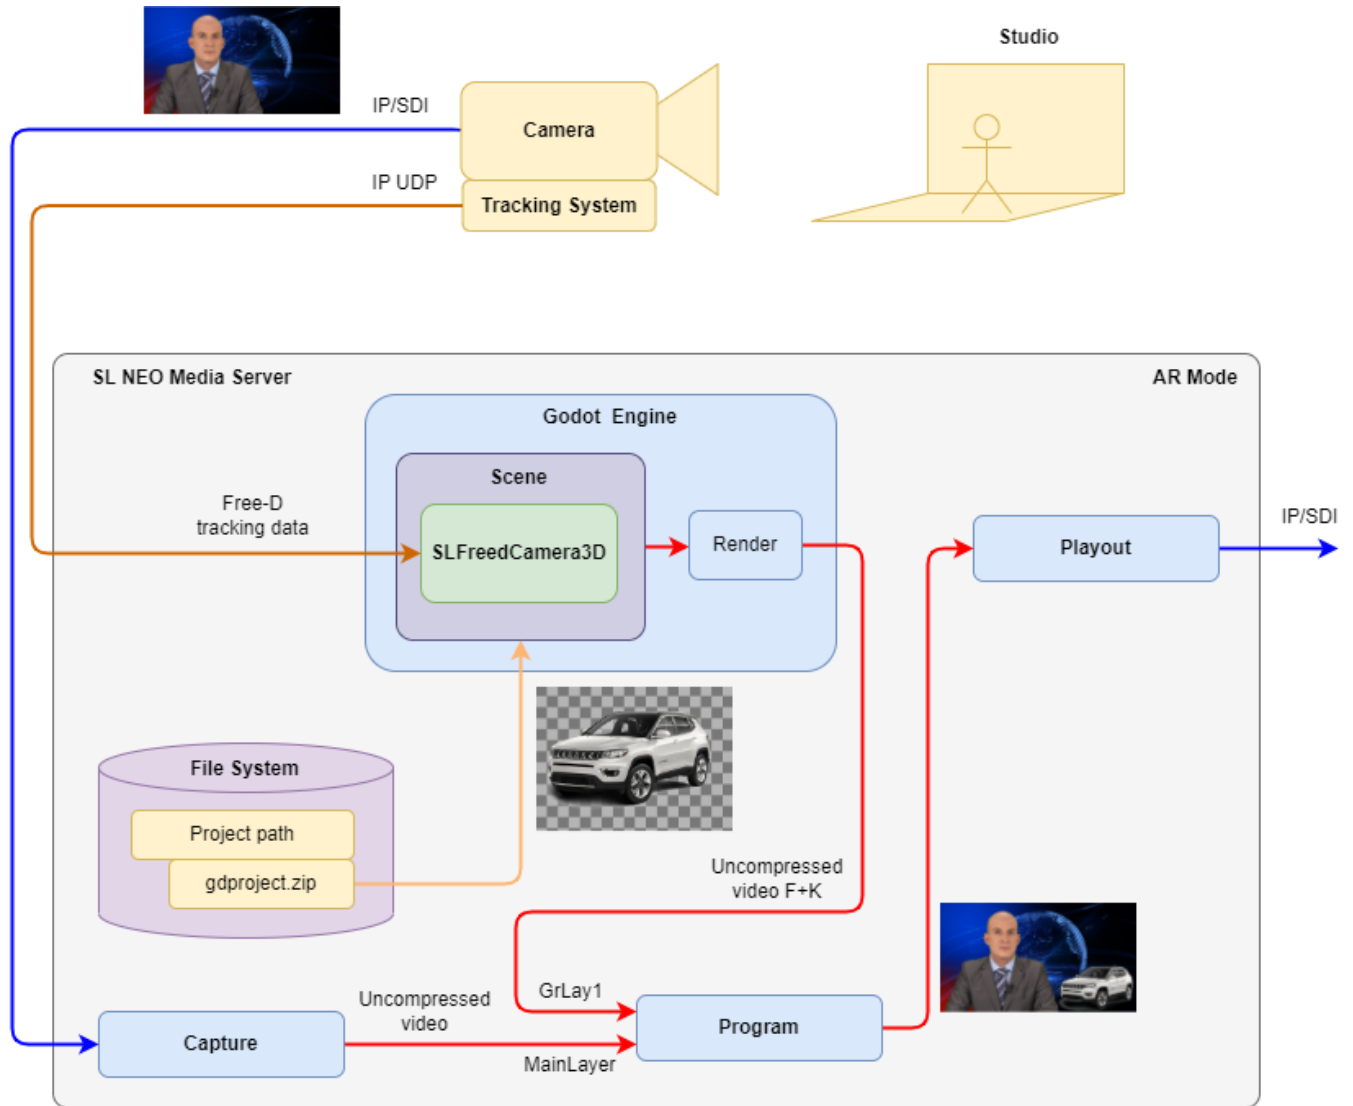 Studio
IP/SDI
Camera
IP UDP
Tracking System
SL NEO Media Server
AR Mode
Godot Engine
Scene
Free-D
tracking data
SLFreedCamera3D
Render
Playout
IP/SDI
File System
Project path
gdproject.zip
Uncompressed
video F+K
Uncompressed
video
GrLay1
Program
Capture
MainLayer